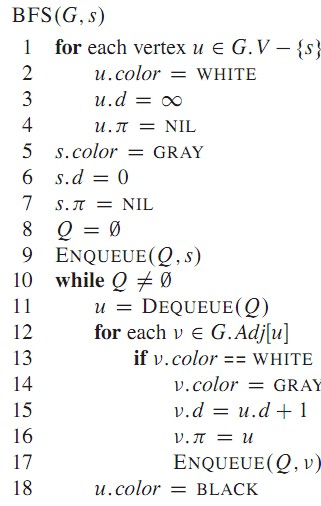 BFS(G, s)
1 for each vertex u ∈ G.V − {s}
2 u.color = WHITE
3 u.d = ∞
4 u.π = NIL
5 s.color = GRAY
6 s.d = 0
7 s.π = NIL
8 Q = Ø
9 ENQUEUE(Q, s)
10 while Q ≠ Ø
11 u = DEQUEUE(Q)
12 for each v ∈ G.Adj[u]
13 if v.color == WHITE
14 v.color = GRAY
15 v.d = u.d + 1
16 v.π = u
17 ENQUEUE(Q, v)
18 u.color = BLACK